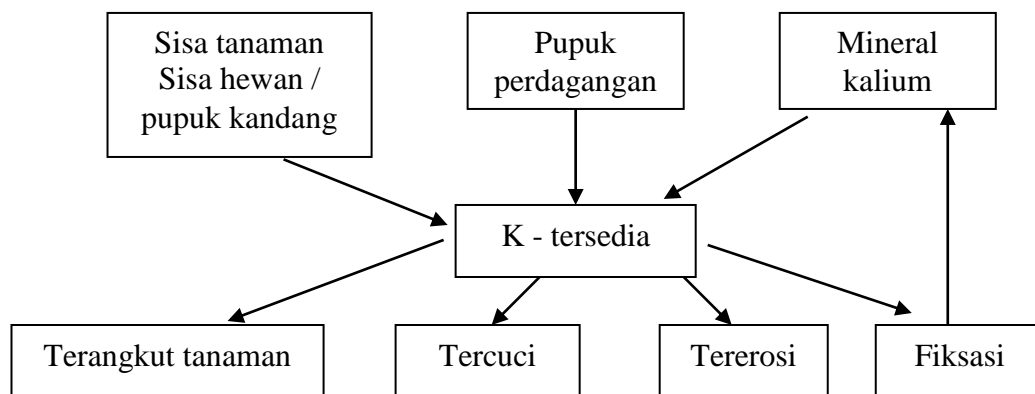 Sisa tanaman
Sisa hewan /
pupuk kandang
Pupuk
perdagangan
Mineral
kalium
K - tersedia
Terangkut tanaman
Tercuci
Tererosi
Fiksasi